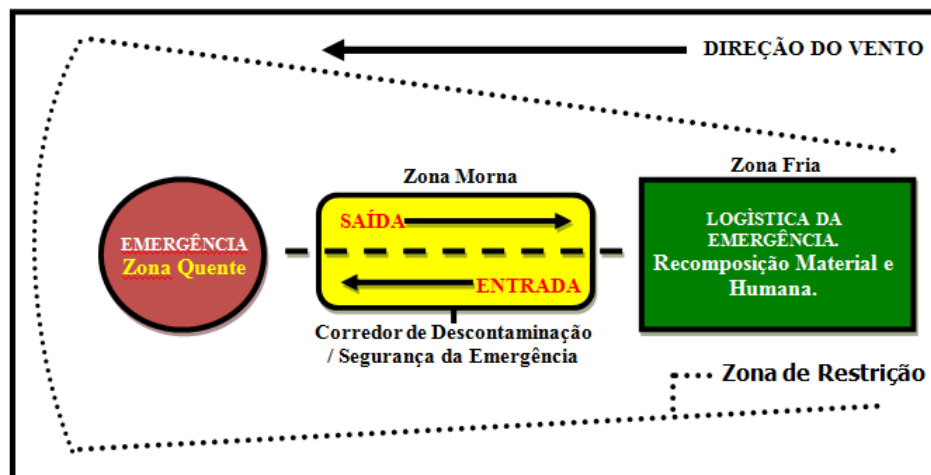 DIREÇÃO DO VENTO
Zona Morna
Zona Fria
SAÍDA
ENTRADA
EMERGÊNCIA
Zona Quente
LOGÌSTICA DA
EMERGÊNCIA.
Recomposição Material e
Humana.
Corredor de Descontaminação
/ Segurança da Emergência
Zona de Restrição